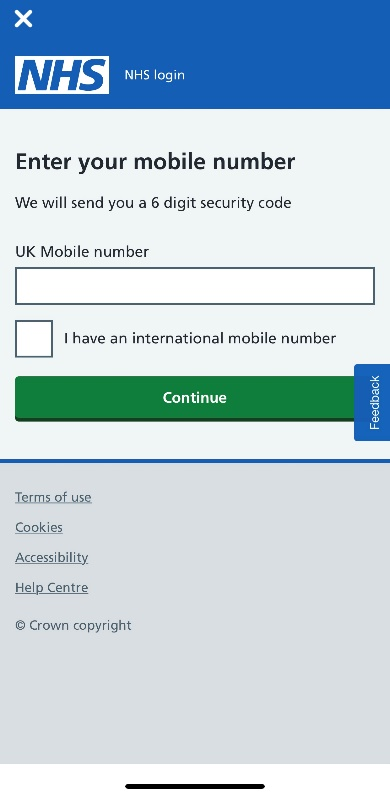 NHS
NHS login
Enter your mobile number
We will send you a 6 digit security code
UK Mobile number
I have an international mobile number
Continue
Feedback
Terms of use
Cookies
Accessibility
Help Centre
© Crown copyright